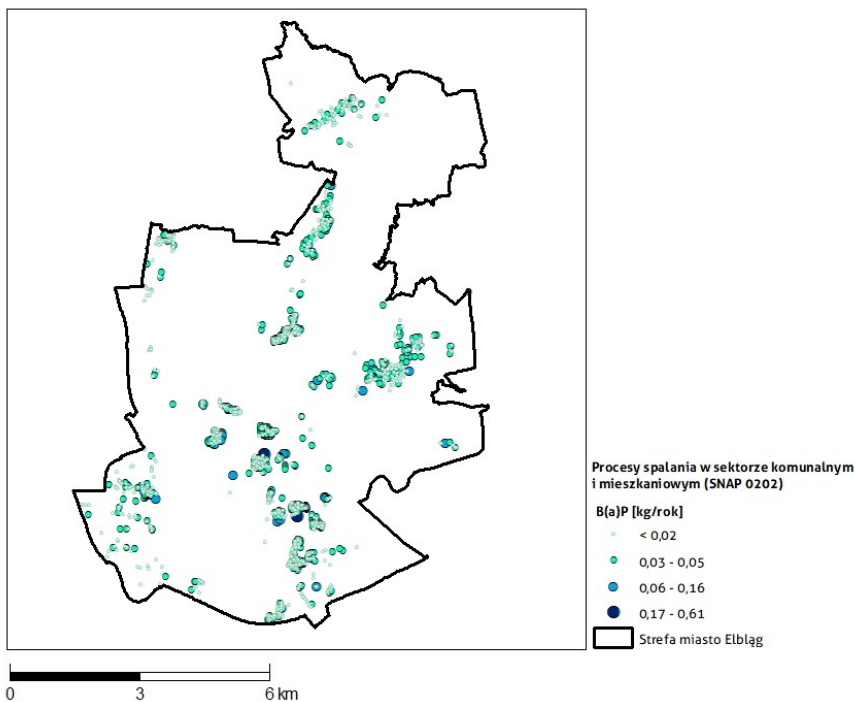 Procesy spalania w sektorze komunalnym
i mieszkaniowym (SNAP 0202)
B(a)P [kg/rok]
< 0,02
0,03 - 0,05
0,06 - 0,16
0,17 - 0,61
Strefa miasto Elbląg
0 3 6 km